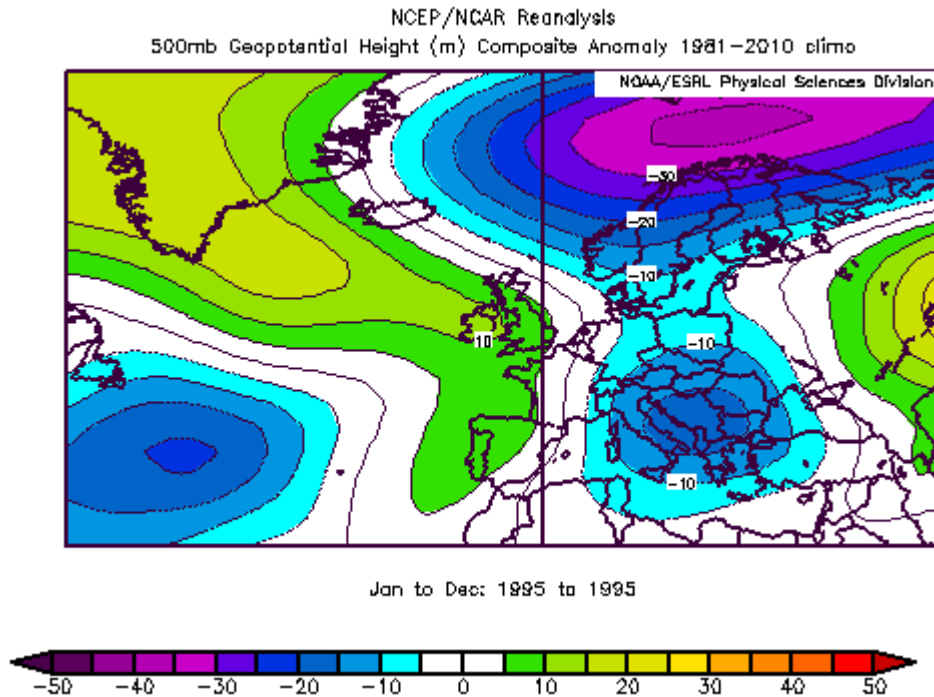 NCEP/NCAR Reanalysis
500mb Geopotential Height (m) Composite Anomaly 1981-2010 climo
NOAA/ESRL Physical Sciences Division
-30
-20
-10
10
-10
-10
Jan to Dec: 1995 to 1995
-50 -40 -30 -20 -10 0 10 20 30 40 50